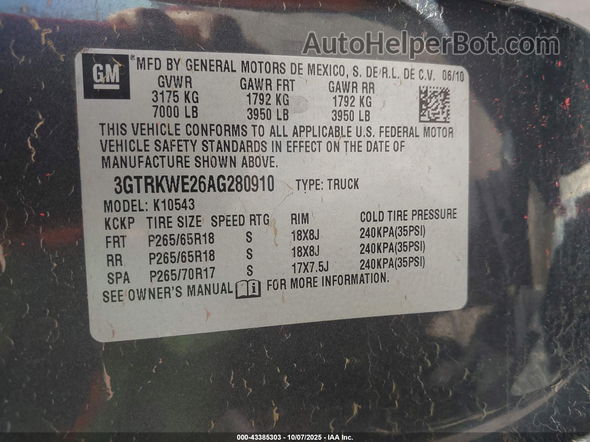 AutoHelperBot.com
GM
*MFD BY GENERAL MOTORS DE MEXICO, S. DE R.L. DE C.V. 06/10
GVWR GAWR FRT GAWR RR
3175 KG 1792 KG 1792 KG
7000 LB 3950 LB 3950 LB
THIS VEHICLE CONFORMS TO ALL APPLICABLE U.S. FEDERAL MOTOR
VEHICLE SAFETY STANDARDS IN EFFECT ON THE DATE OF
MANUFACTURE SHOWN ABOVE.
3GTRKWE26AG280910 TYPE: TRUCK
MODEL: K10543
KCKP TIRE SIZE SPEED RTG RIM COLD TIRE PRESSURE
FRT P265/65R18 S 18X8J 240KPA(35PSI)
RR P265/65R18 S 18X8J 240KPA(35PSI)
SPA P265/70R17 S 17X7.5J 240KPA(35PSI)
SEE OWNER'S MANUAL FOR MORE INFORMATION.
000-43385303 - 10/07/2025 - IAA Inc.